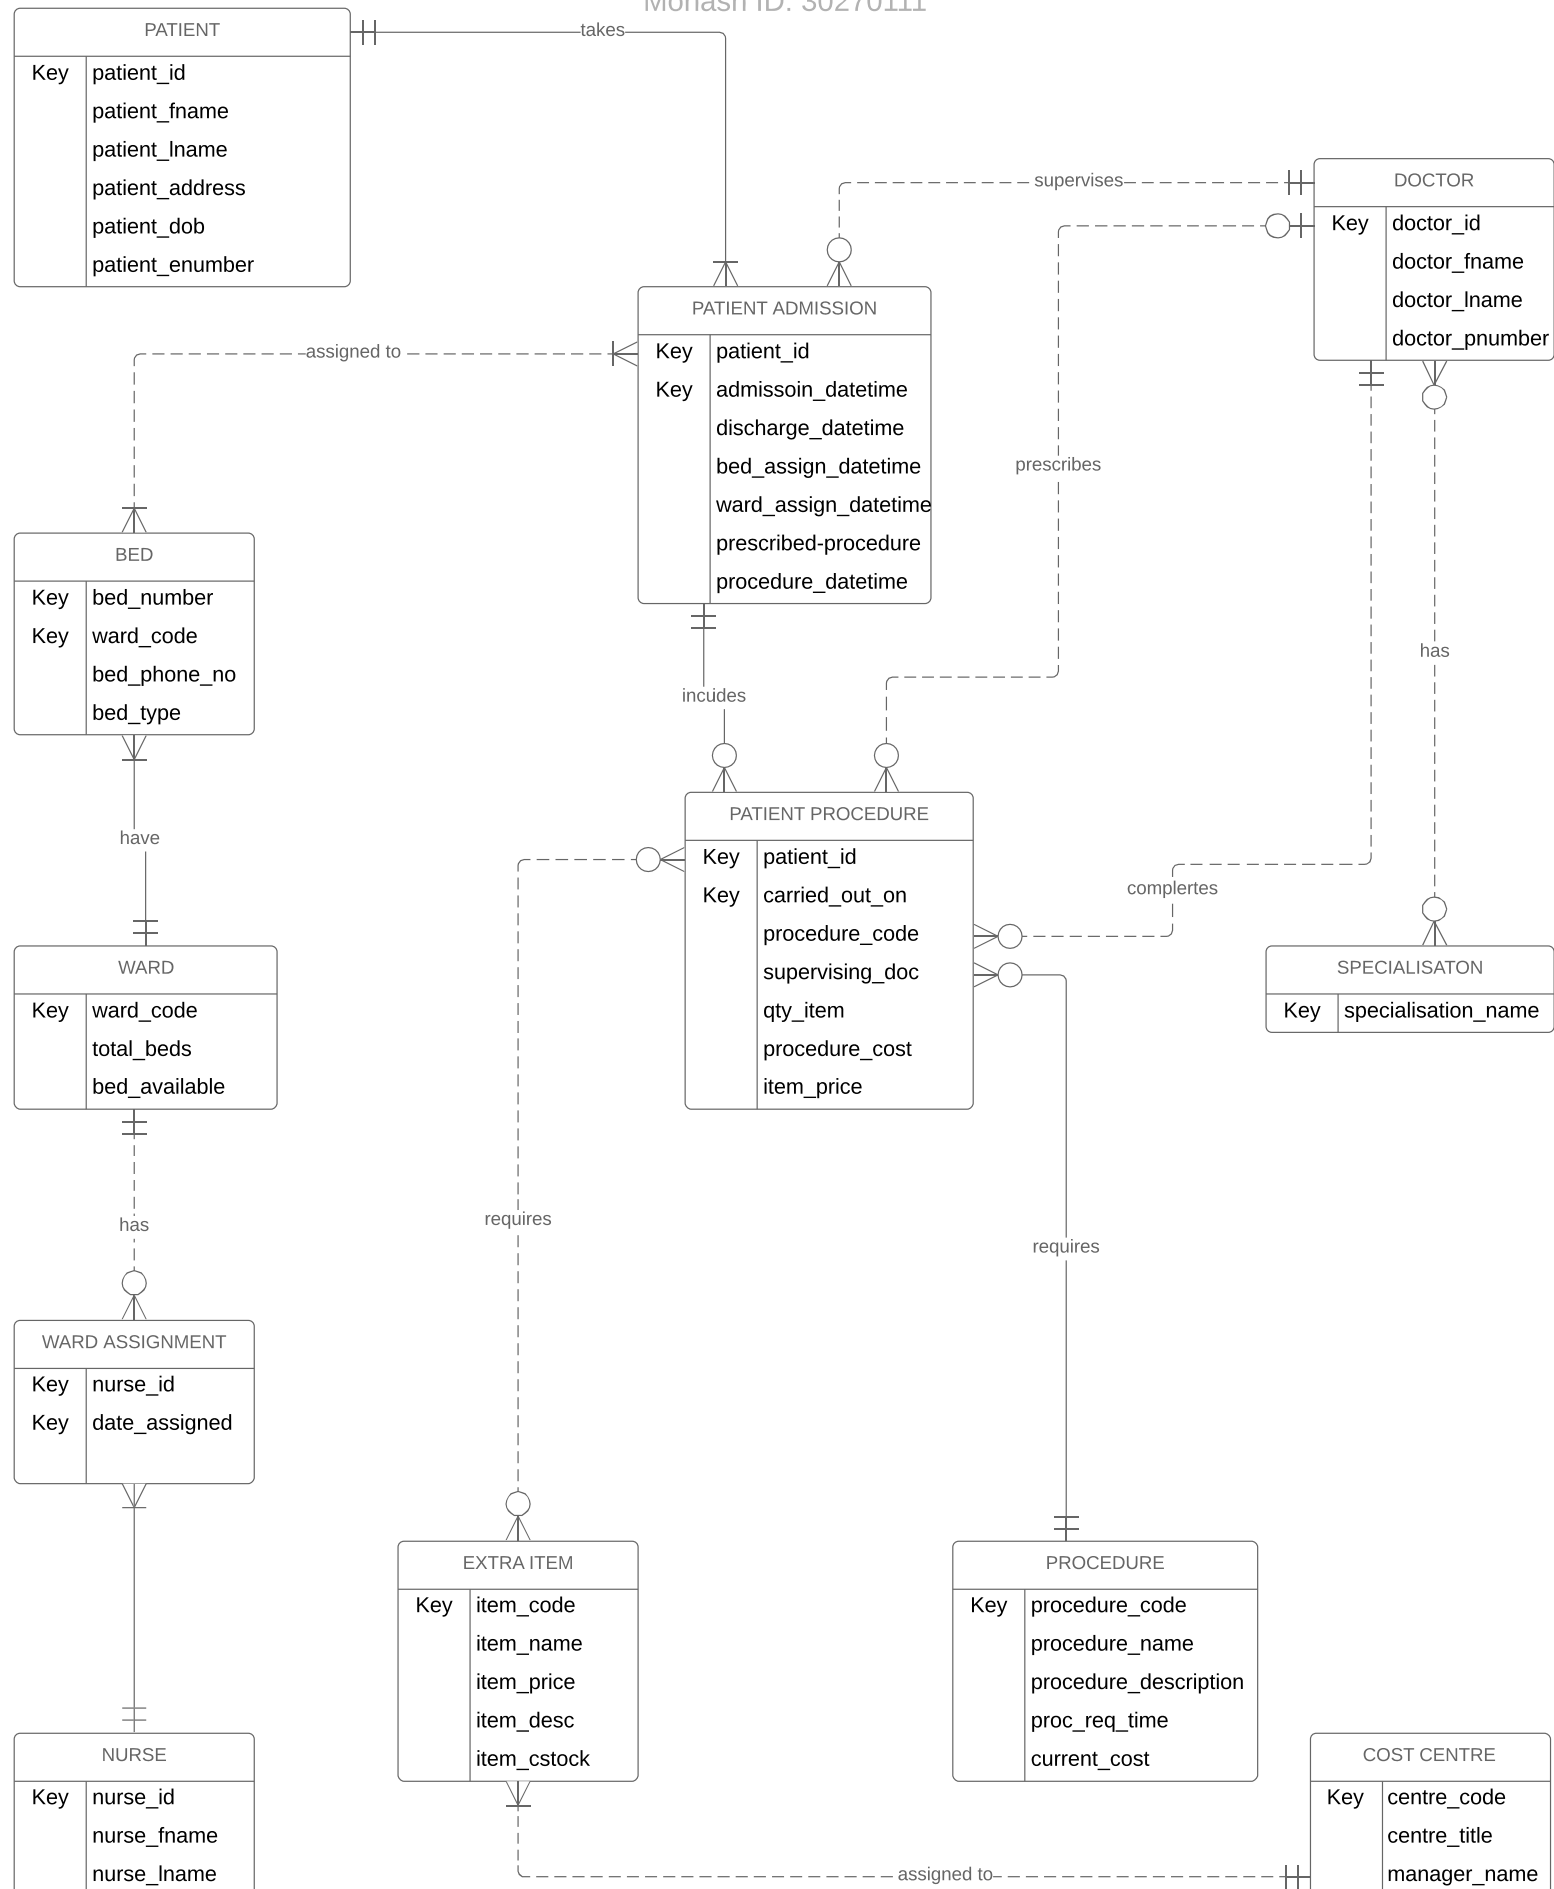 Monash ID: 30270111
PATIENT
Key patient_id
patient_fname
patient_lname
patient_address
patient_dob
patient_enumber
takes
supervises
DOCTOR
Key doctor_id
doctor_fname
doctor_lname
doctor_pnumber
PATIENT ADMISSION
Key patient_id
Key admissoin_datetime
discharge_datetime
bed_assign_datetime
ward_assign_datetime
prescribed-procedure
procedure_datetime
assigned to
prescribes
BED
Key bed_number
Key ward_code
bed_phone_no
bed_type
has
incudes
have
PATIENT PROCEDURE
Key patient_id
Key carried_out_on
procedure_code
supervising_doc
qty_item
procedure_cost
item_price
complertes
WARD
Key ward_code
total_beds
bed_available
SPECIALISATON
Key specialisation_name
has
requires
requires
WARD ASSIGNMENT
Key nurse_id
Key date_assigned
EXTRA ITEM
Key item_code
item_name
item_price
item_desc
item_cstock
PROCEDURE
Key procedure_code
procedure_name
procedure_description
proc_req_time
current_cost
NURSE
Key nurse_id
nurse_fname
nurse_lname
COST CENTRE
Key centre_code
centre_title
manager_name
assigned to